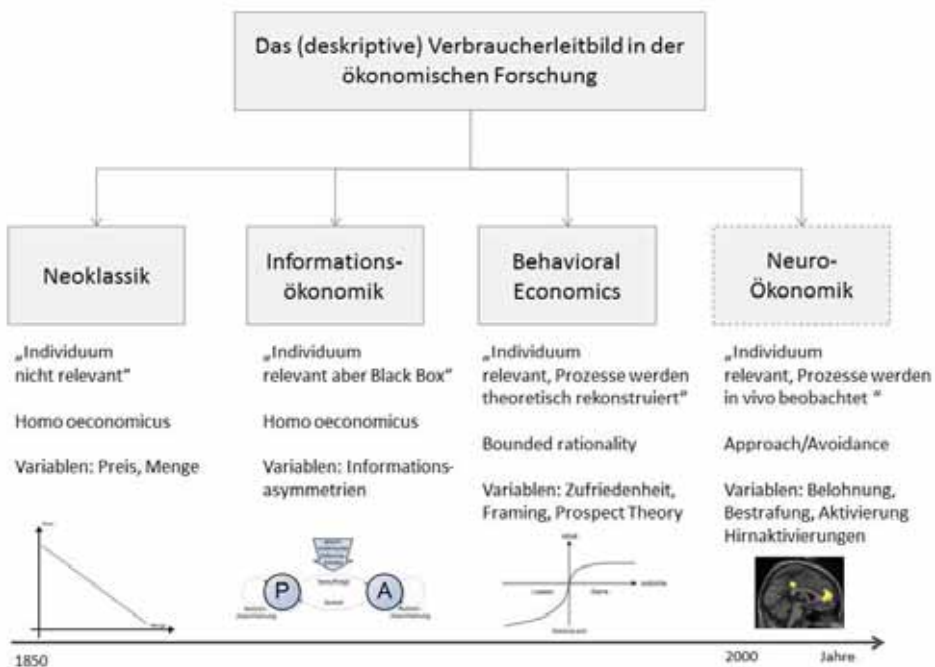 Das (deskriptive) Verbraucherleitbild in der
ökonomischen Forschung
Neoklassik
„Individuum
nicht relevant“
Homo oeconomicus
Variablen: Preis, Menge
Informations-
ökonomik
„Individuum
relevant aber Black Box“
Homo oeconomicus
Variablen: Informations-
asymmetrien
P
A
Behavioral
Economics
„Individuum
relevant, Prozesse werden
theoretisch rekonstruiert“
Bounded rationality
Variablen: Zufriedenheit,
Framing, Prospect Theory
Neuro-
Ökonomik
„Individuum
relevant, Prozesse werden
in vivo beobachtet “
Approach/Avoidance
Variablen: Belohnung,
Bestrafung, Aktivierung
Hirnaktivierungen
1850
2000
Jahre